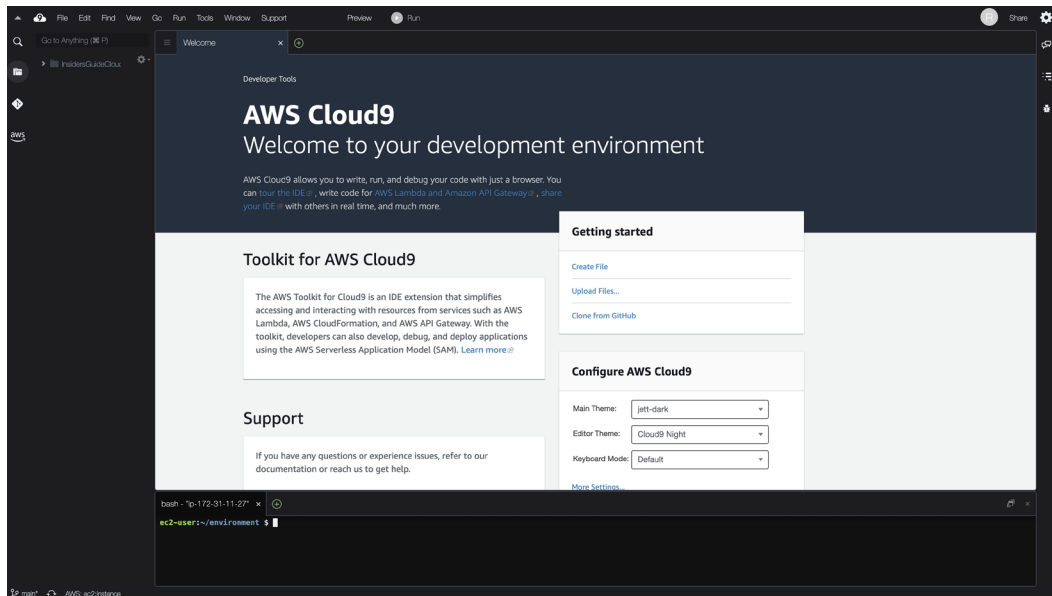 File Edit Find View Go Run Tools Window Support Preview Run
R Share
Go to Anything (⌘ P)
InsidersGuideCloux
aws
Welcome
Developer Tools
AWS Cloud9
Welcome to your development environment
AWS Cloud9 allows you to write, run, and debug your code with just a browser. You
can tour the IDE, write code for AWS Lambda and Amazon API Gateway, share
your IDE with others in real time, and much more.
Toolkit for AWS Cloud9
The AWS Toolkit for Cloud9 is an IDE extension that simplifies
accessing and interacting with resources from services such as AWS
Lambda, AWS CloudFormation, and AWS API Gateway. With the
toolkit, developers can also develop, debug, and deploy applications
using the AWS Serverless Application Model (SAM). Learn more
Support
If you have any questions or experience issues, refer to our
documentation or reach us to get help.
Getting started
Create File
Upload Files...
Clone from GitHub
Configure AWS Cloud9
Main Theme: jett-dark
Editor Theme: Cloud9 Night
Keyboard Mode: Default
More Settings...
bash - "ip-172-31-11-27"
ec2-user:~/environment $
main* AWS: ec2:instance